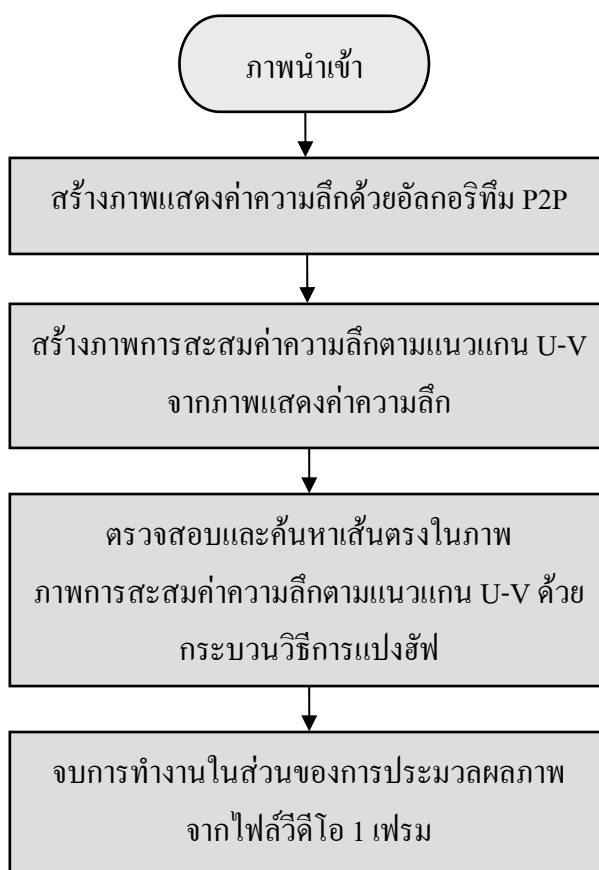 ภาพนำเข้า
สร้างภาพแสดงค่าความลึกด้วยอัลกอริทึม P2P
สร้างภาพการสะสมค่าความลึกตามแนวแกน U-V
จากภาพแสดงค่าความลึก
ตรวจสอบและค้นหาเส้นตรงในภาพ
ภาพการสะสมค่าความลึกตามแนวแกน U-V ด้วย
กระบวนวิธีการแปงฮัฟ
จบการทำงานในส่วนของการประมวลผลภาพ
จากไฟล์วีดีโอ 1 เฟรม